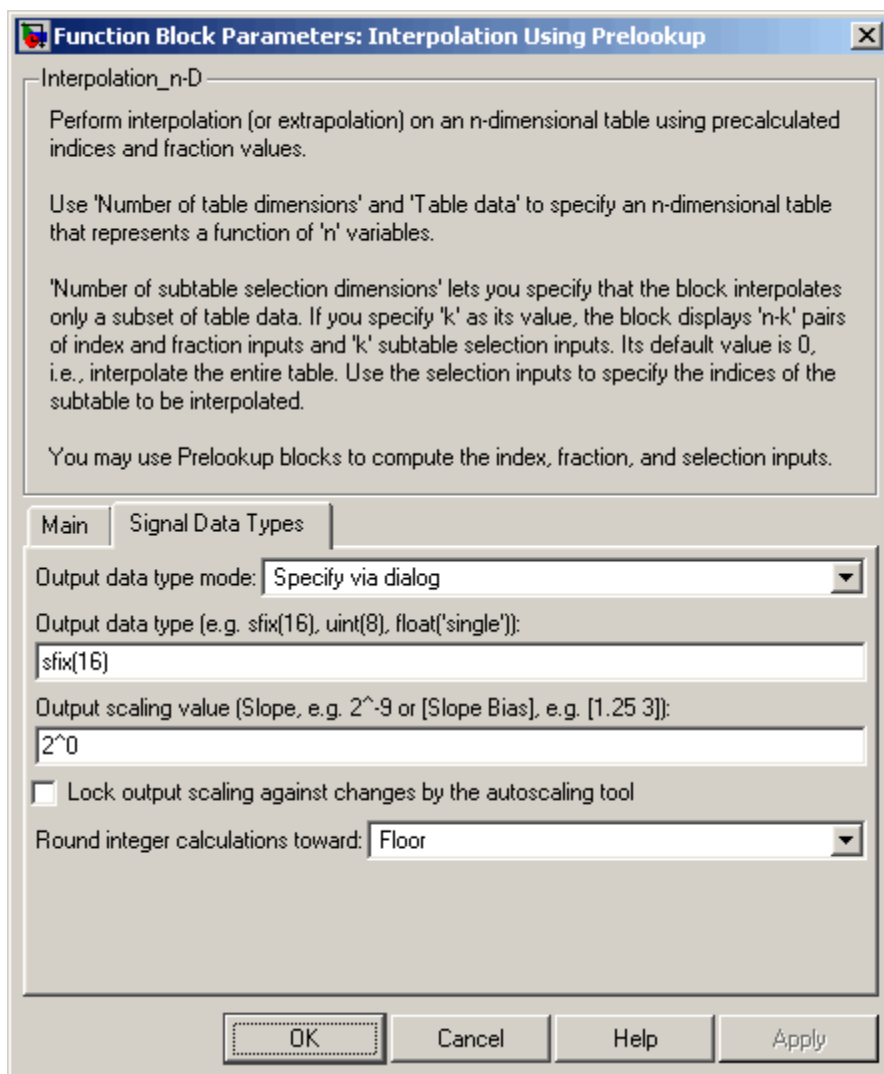 Function Block Parameters: Interpolation Using Prelookup
Interpolation_n-D
Perform interpolation (or extrapolation) on an n-dimensional table using precalculated
indices and fraction values.
Use 'Number of table dimensions' and 'Table data' to specify an n-dimensional table
that represents a function of 'n' variables.
'Number of subtable selection dimensions' lets you specify that the block interpolates
only a subset of table data. If you specify 'k' as its value, the block displays 'n-k' pairs
of index and fraction inputs and 'k' subtable selection inputs. Its default value is 0,
i.e., interpolate the entire table. Use the selection inputs to specify the indices of the
subtable to be interpolated.
You may use Prelookup blocks to compute the index, fraction, and selection inputs.
Main Signal Data Types
Output data type mode: Specify via dialog
Output data type (e.g. sfix(16), uint(8), float('single')):
sfix(16)
Output scaling value (Slope, e.g. 2^-9 or [Slope Bias], e.g. [1.25 3]):
2^0
Lock output scaling against changes by the autoscaling tool
Round integer calculations toward: Floor
OK Cancel Help Apply